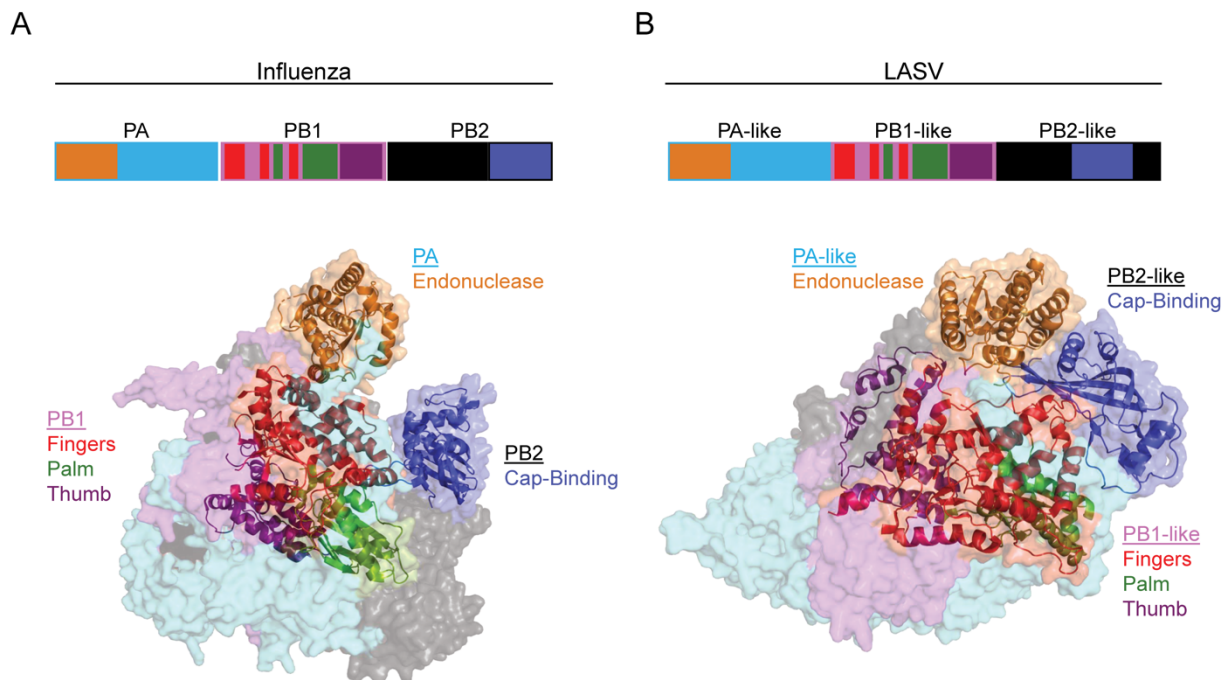 A
Influenza
PA
PB1
PB2
PA
Endonuclease
PB1
Fingers
Palm
Thumb
PB2
Cap-Binding
B
LASV
PA-like
PB1-like
PB2-like
PA-like
Endonuclease
PB2-like
Cap-Binding
PB1-like
Fingers
Palm
Thumb